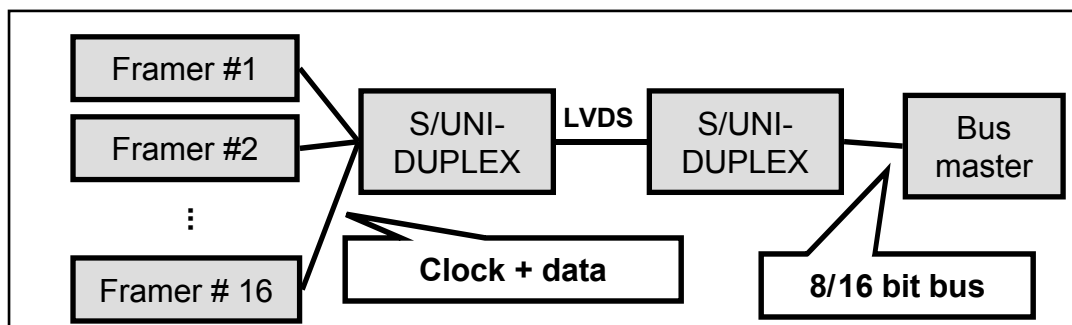 Framer #1
Framer #2
⋮
Framer # 16
S/UNI-
DUPLEX
LVDS
S/UNI-
DUPLEX
Bus
master
Clock + data
8/16 bit bus